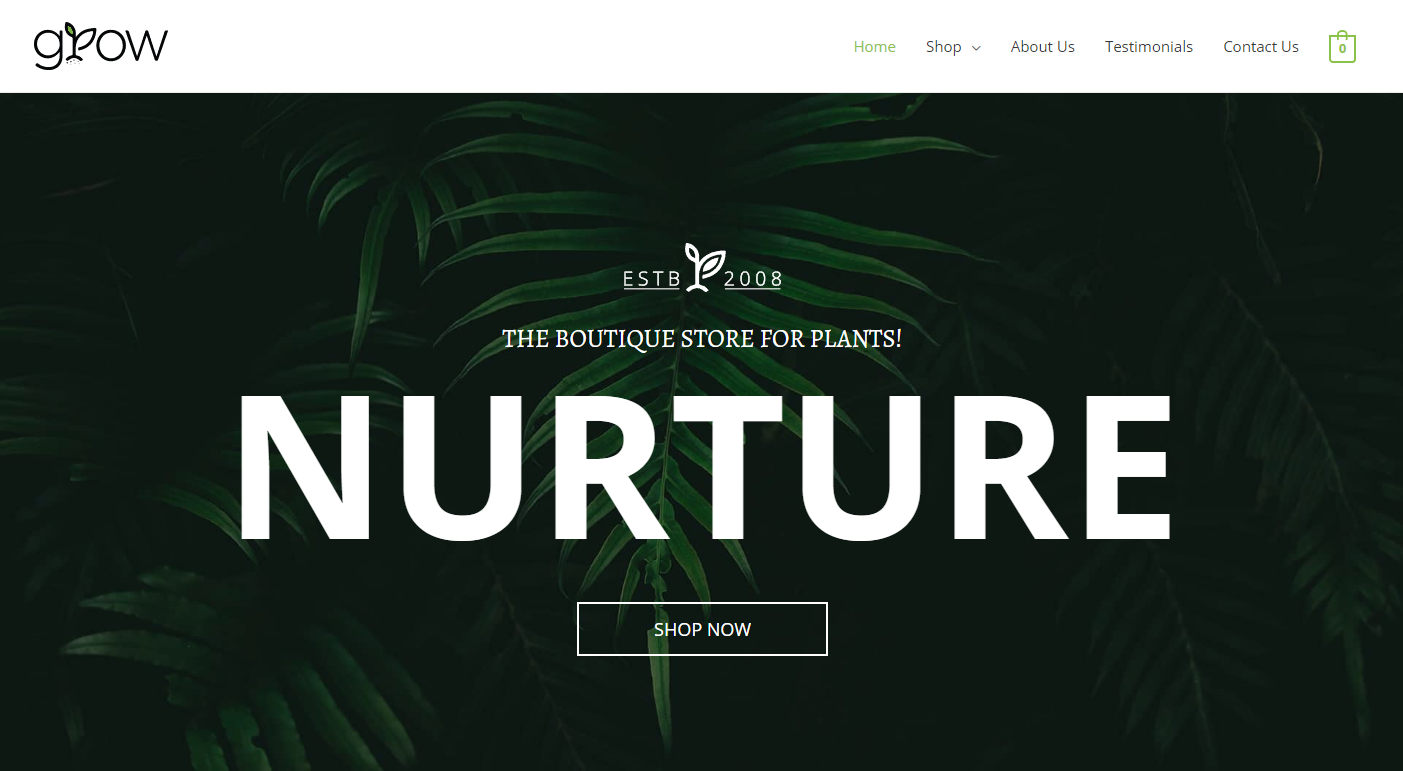 grow
Home Shop About Us Testimonials Contact Us 0
ESTB 2008
THE BOUTIQUE STORE FOR PLANTS!
NURTURE
SHOP NOW